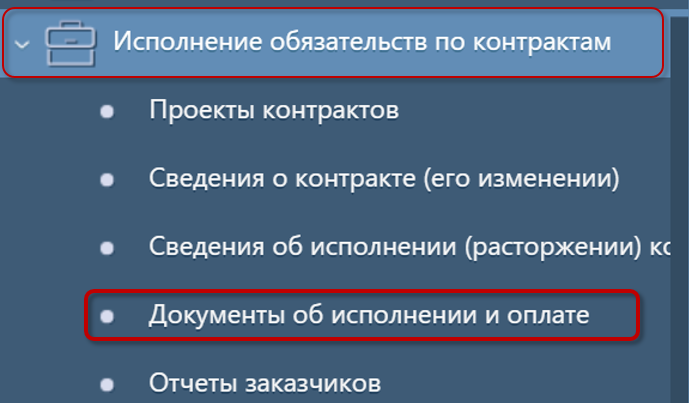 Исполнение обязательств по контрактам
Проекты контрактов
Сведения о контракте (его изменении)
Сведения об исполнении (расторжении)
Документы об исполнении и оплате
Отчеты заказчиков